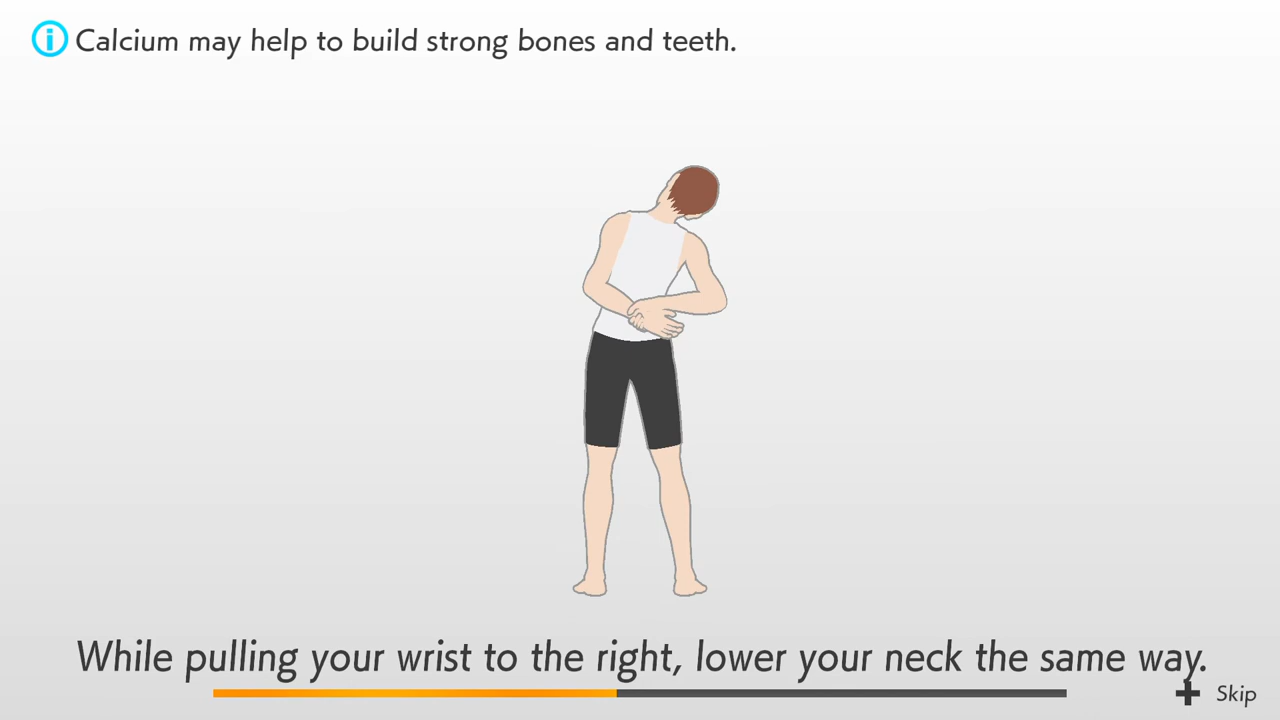 Calcium may help to build strong bones and teeth.
While pulling your wrist to the right, lower your neck the same way.
Skip